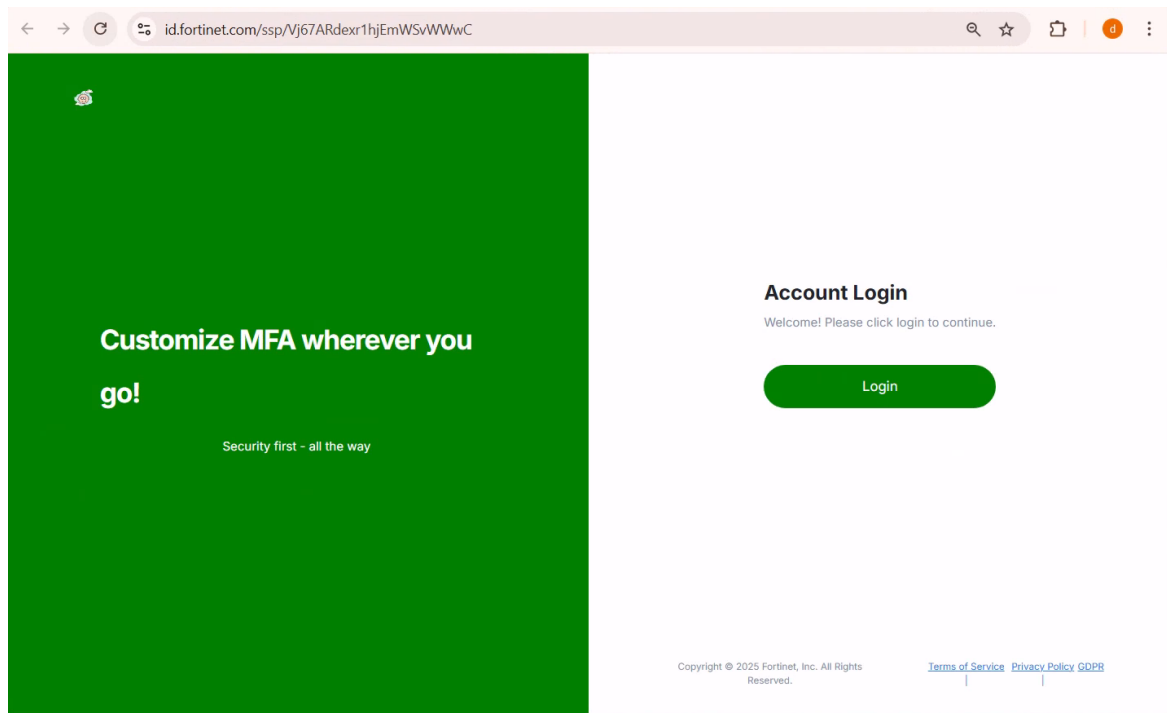 id.fortinet.com/ssp/Vj67ARdexr1hjEmWSvWWwC
d
Customize MFA wherever you
go!
Security first - all the way
Account Login
Welcome! Please click login to continue.
Login
Copyright © 2025 Fortinet, Inc. All Rights
Reserved.
Terms of Service | Privacy Policy | GDPR